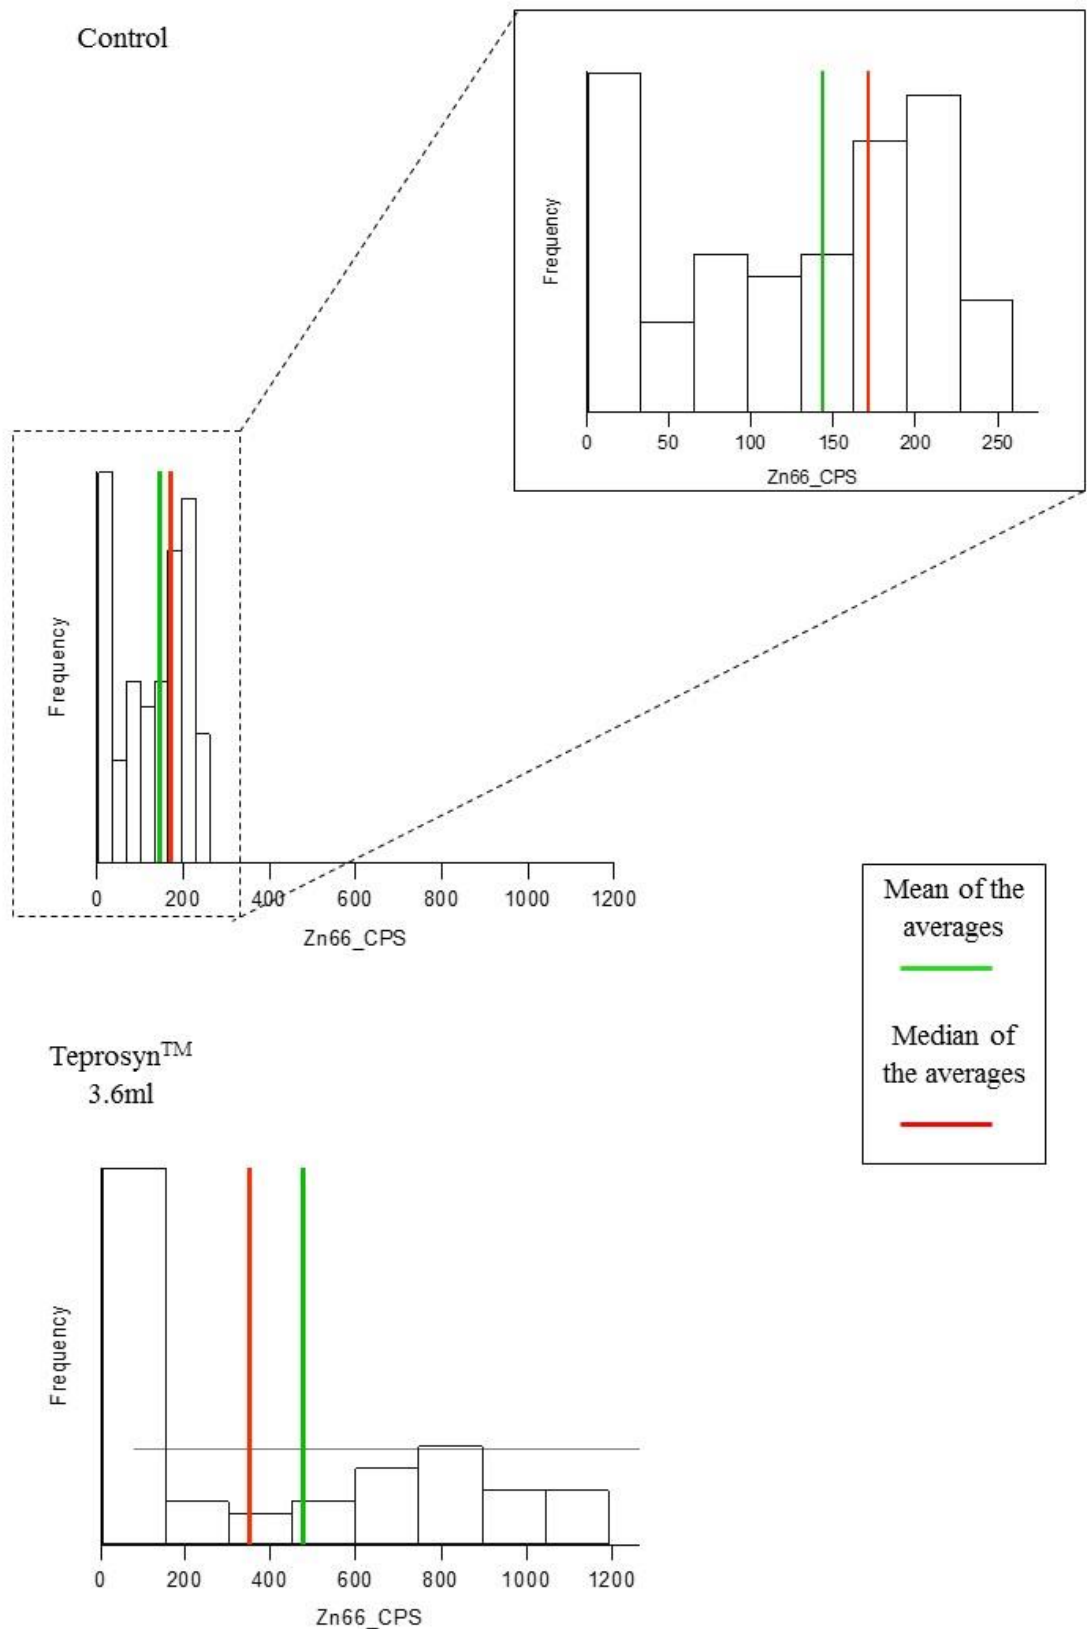 Control
Frequency
0 50 100 150 200 250
Zn66_CPS
Frequency
0 200 400 600 800 1000 1200
Zn66_CPS
Mean of the
averages
Median of
the averages
Teprosyn™
3.6ml
Frequency
0 200 400 600 800 1000 1200
Zn66_CPS